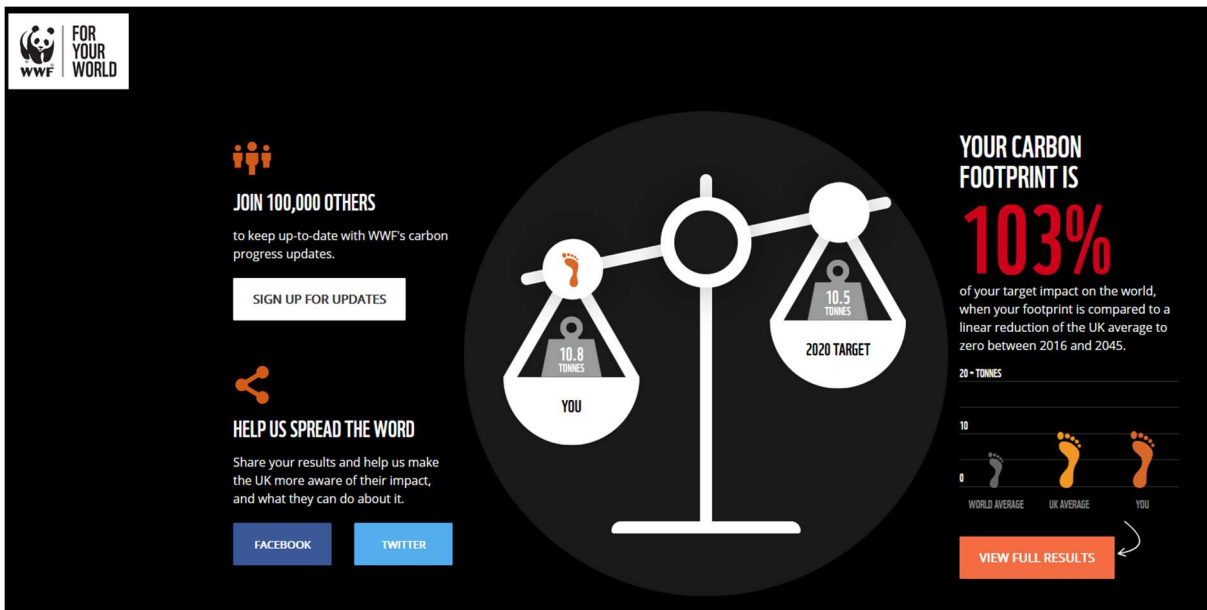 WWF
FOR
YOUR
WORLD
JOIN 100,000 OTHERS
to keep up-to-date with WWF's carbon
progress updates.
SIGN UP FOR UPDATES
HELP US SPREAD THE WORD
Share your results and help us make
the UK more aware of their impact,
and what they can do about it.
FACEBOOK
TWITTER
10.8
TONNES
YOU
10.5
TONNES
2020 TARGET
YOUR CARBON
FOOTPRINT IS
103%
of your target impact on the world,
when your footprint is compared to a
linear reduction of the UK average to
zero between 2016 and 2045.
20 + TONNES
10
0
WORLD AVERAGE
UK AVERAGE
YOU
VIEW FULL RESULTS